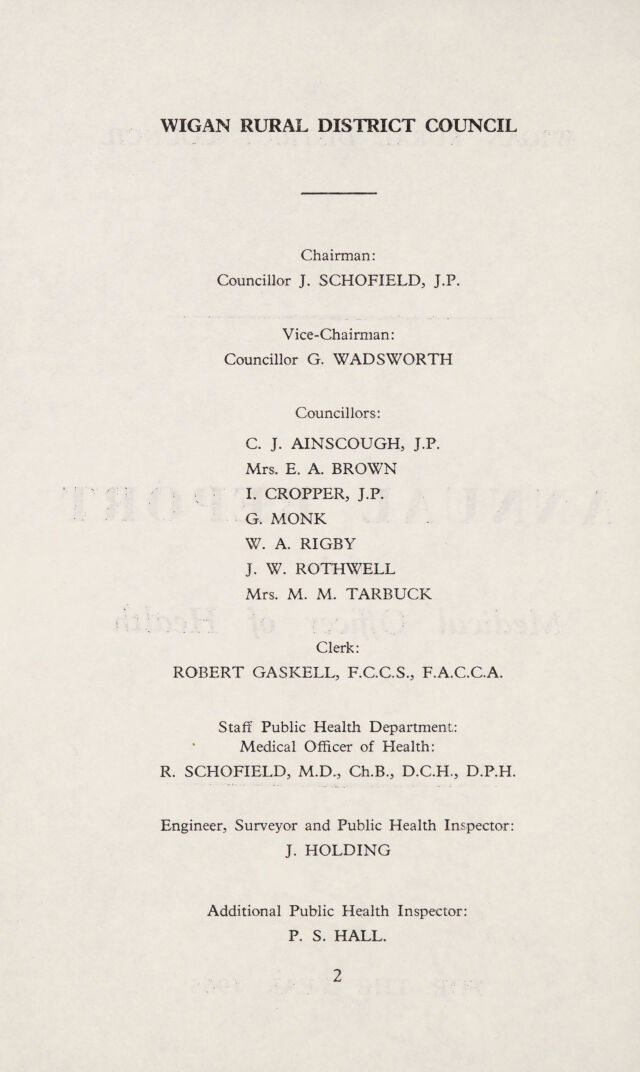 WIGAN RURAL DISTRICT COUNCIL
Chairman:
Councillor J. SCHOFIELD, J.P.
Vice-Chairman:
Councillor G. WADSWORTH
Councillors:
C. J. AINSCOUGH, J.P.
Mrs. E. A. BROWN
I. CROPPER, J.P.
G. MONK
W. A. RIGBY
J. W. ROTHWELL
Mrs. M. M. TARBUCK
Clerk:
ROBERT GASKELL, F.C.C.S., F.A.C.C.A.
Staff Public Health Department:
Medical Officer of Health:
R. SCHOFIELD, M.D., Ch.B., D.C.H., D.P.H.
Engineer, Surveyor and Public Health Inspector:
J. HOLDING
Additional Public Health Inspector:
P. S. HALL.
2